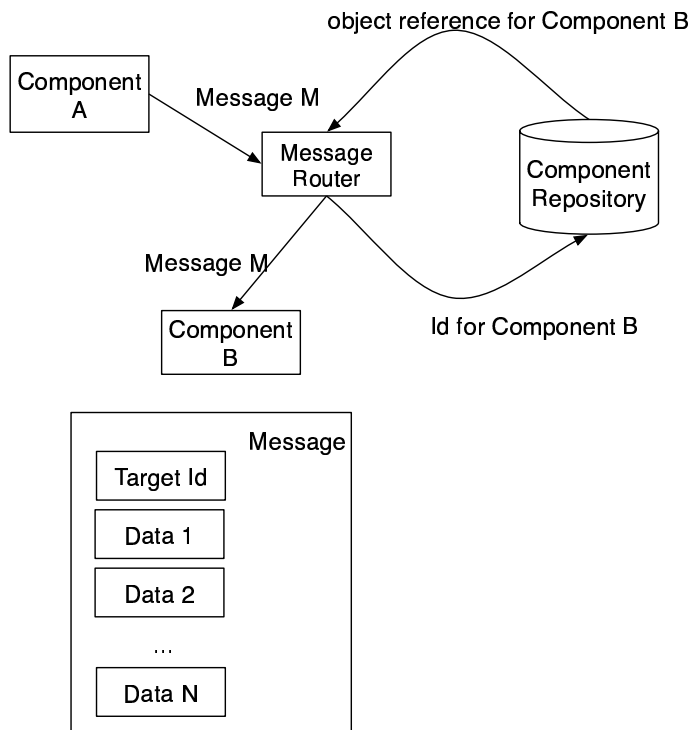 object reference for Component B
Component
A
Message M
Message
Router
Component
Repository
Message M
Id for Component B
Component
B
Message
Target Id
Data 1
Data 2
...
Data N